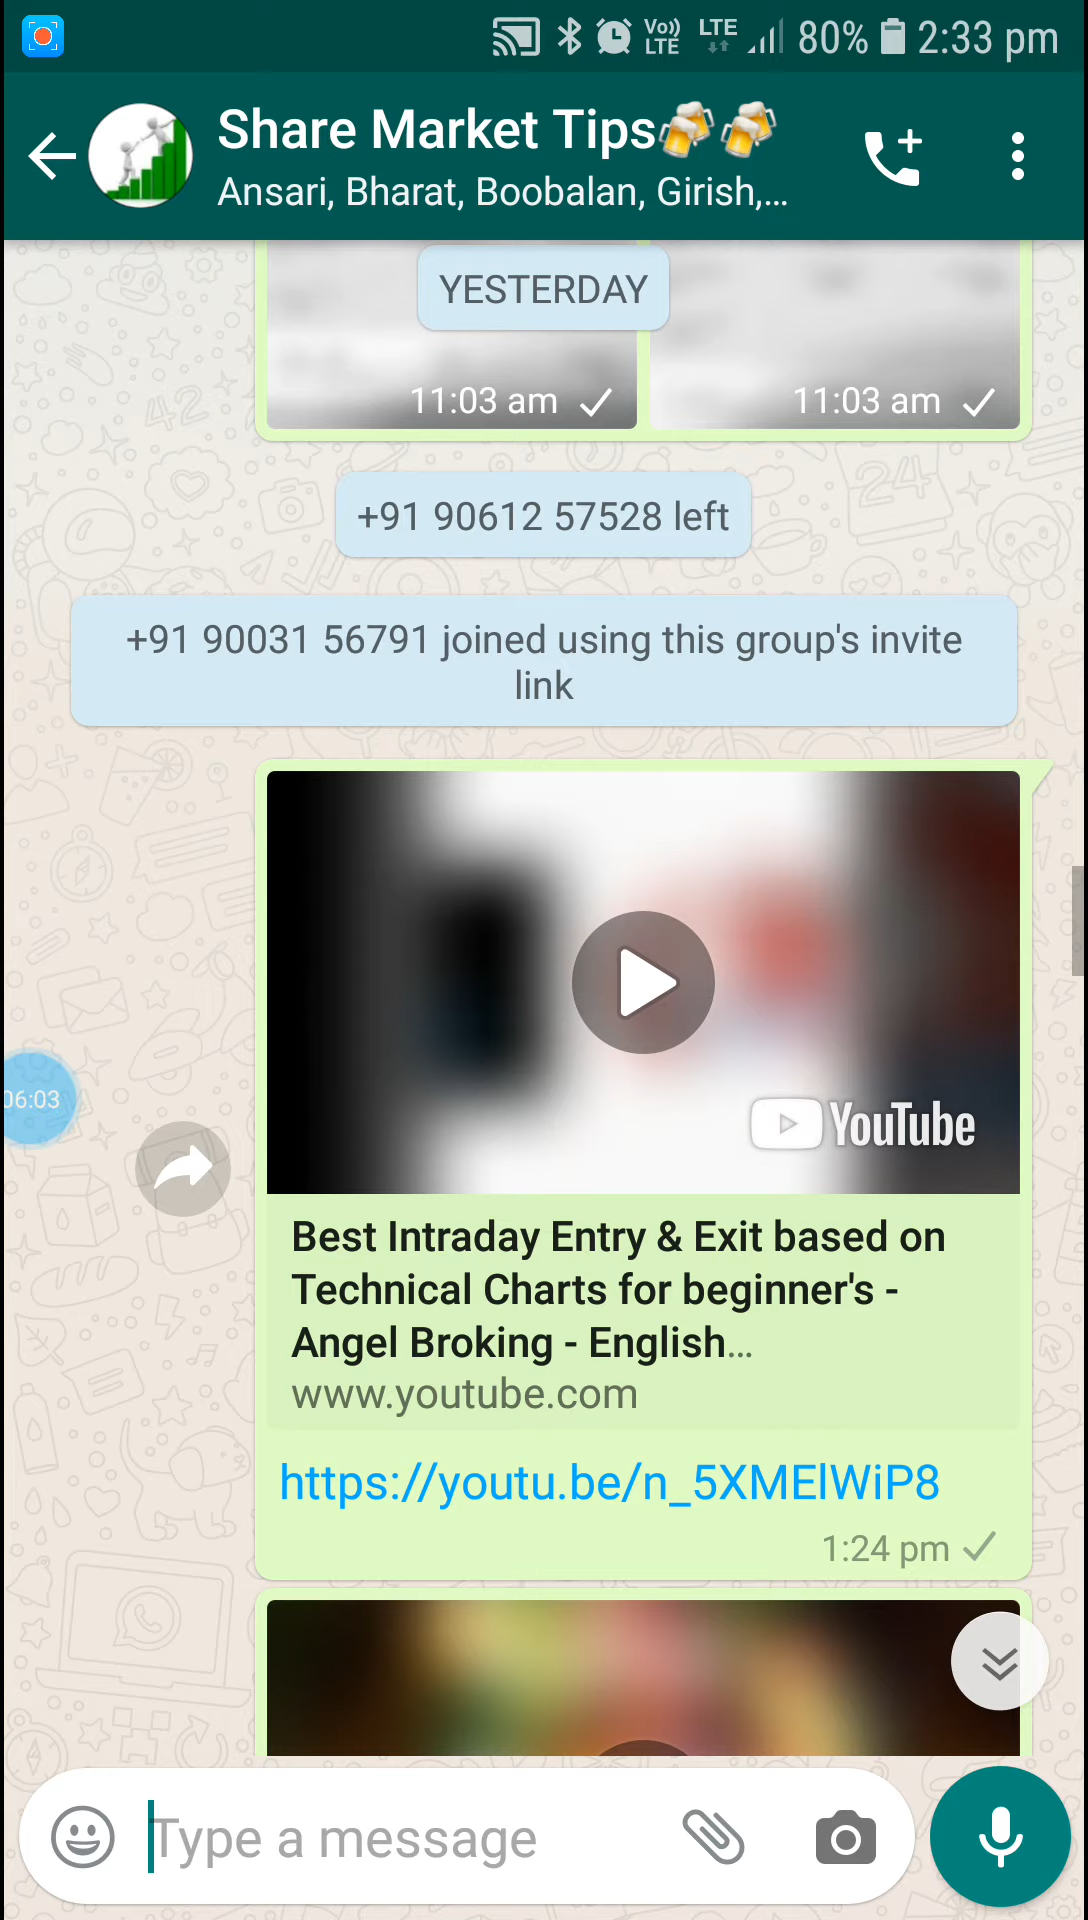 Vo))
LTE
LTE
80%
2:33 pm
Share Market Tips
Ansari, Bharat, Boobalan, Girish,...
YESTERDAY
11:03 am
11:03 am
+91 90612 57528 left
+91 90031 56791 joined using this group's invite
link
YouTube
06:03
Best Intraday Entry & Exit based on
Technical Charts for beginner's -
Angel Broking - English...
www.youtube.com
https://youtu.be/n_5XMElWiP8
1:24 pm
Type a message